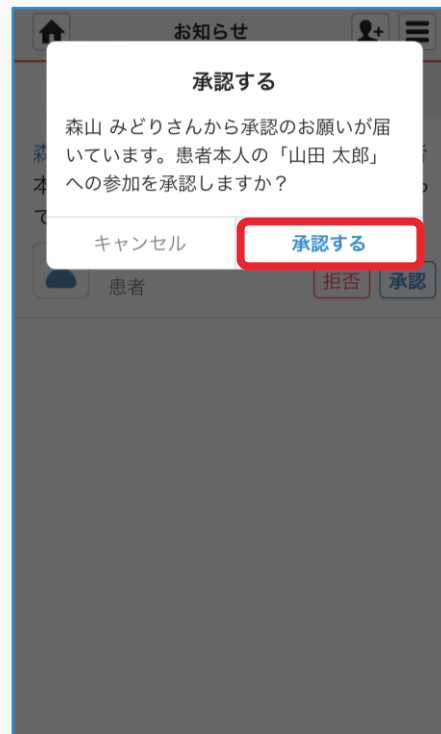 お知らせ
承認する
森山 みどりさんから承認のお願いが届
いています。患者本人の「山田 太郎」
への参加を承認しますか？
キャンセル
承認する
患者
拒否
承認